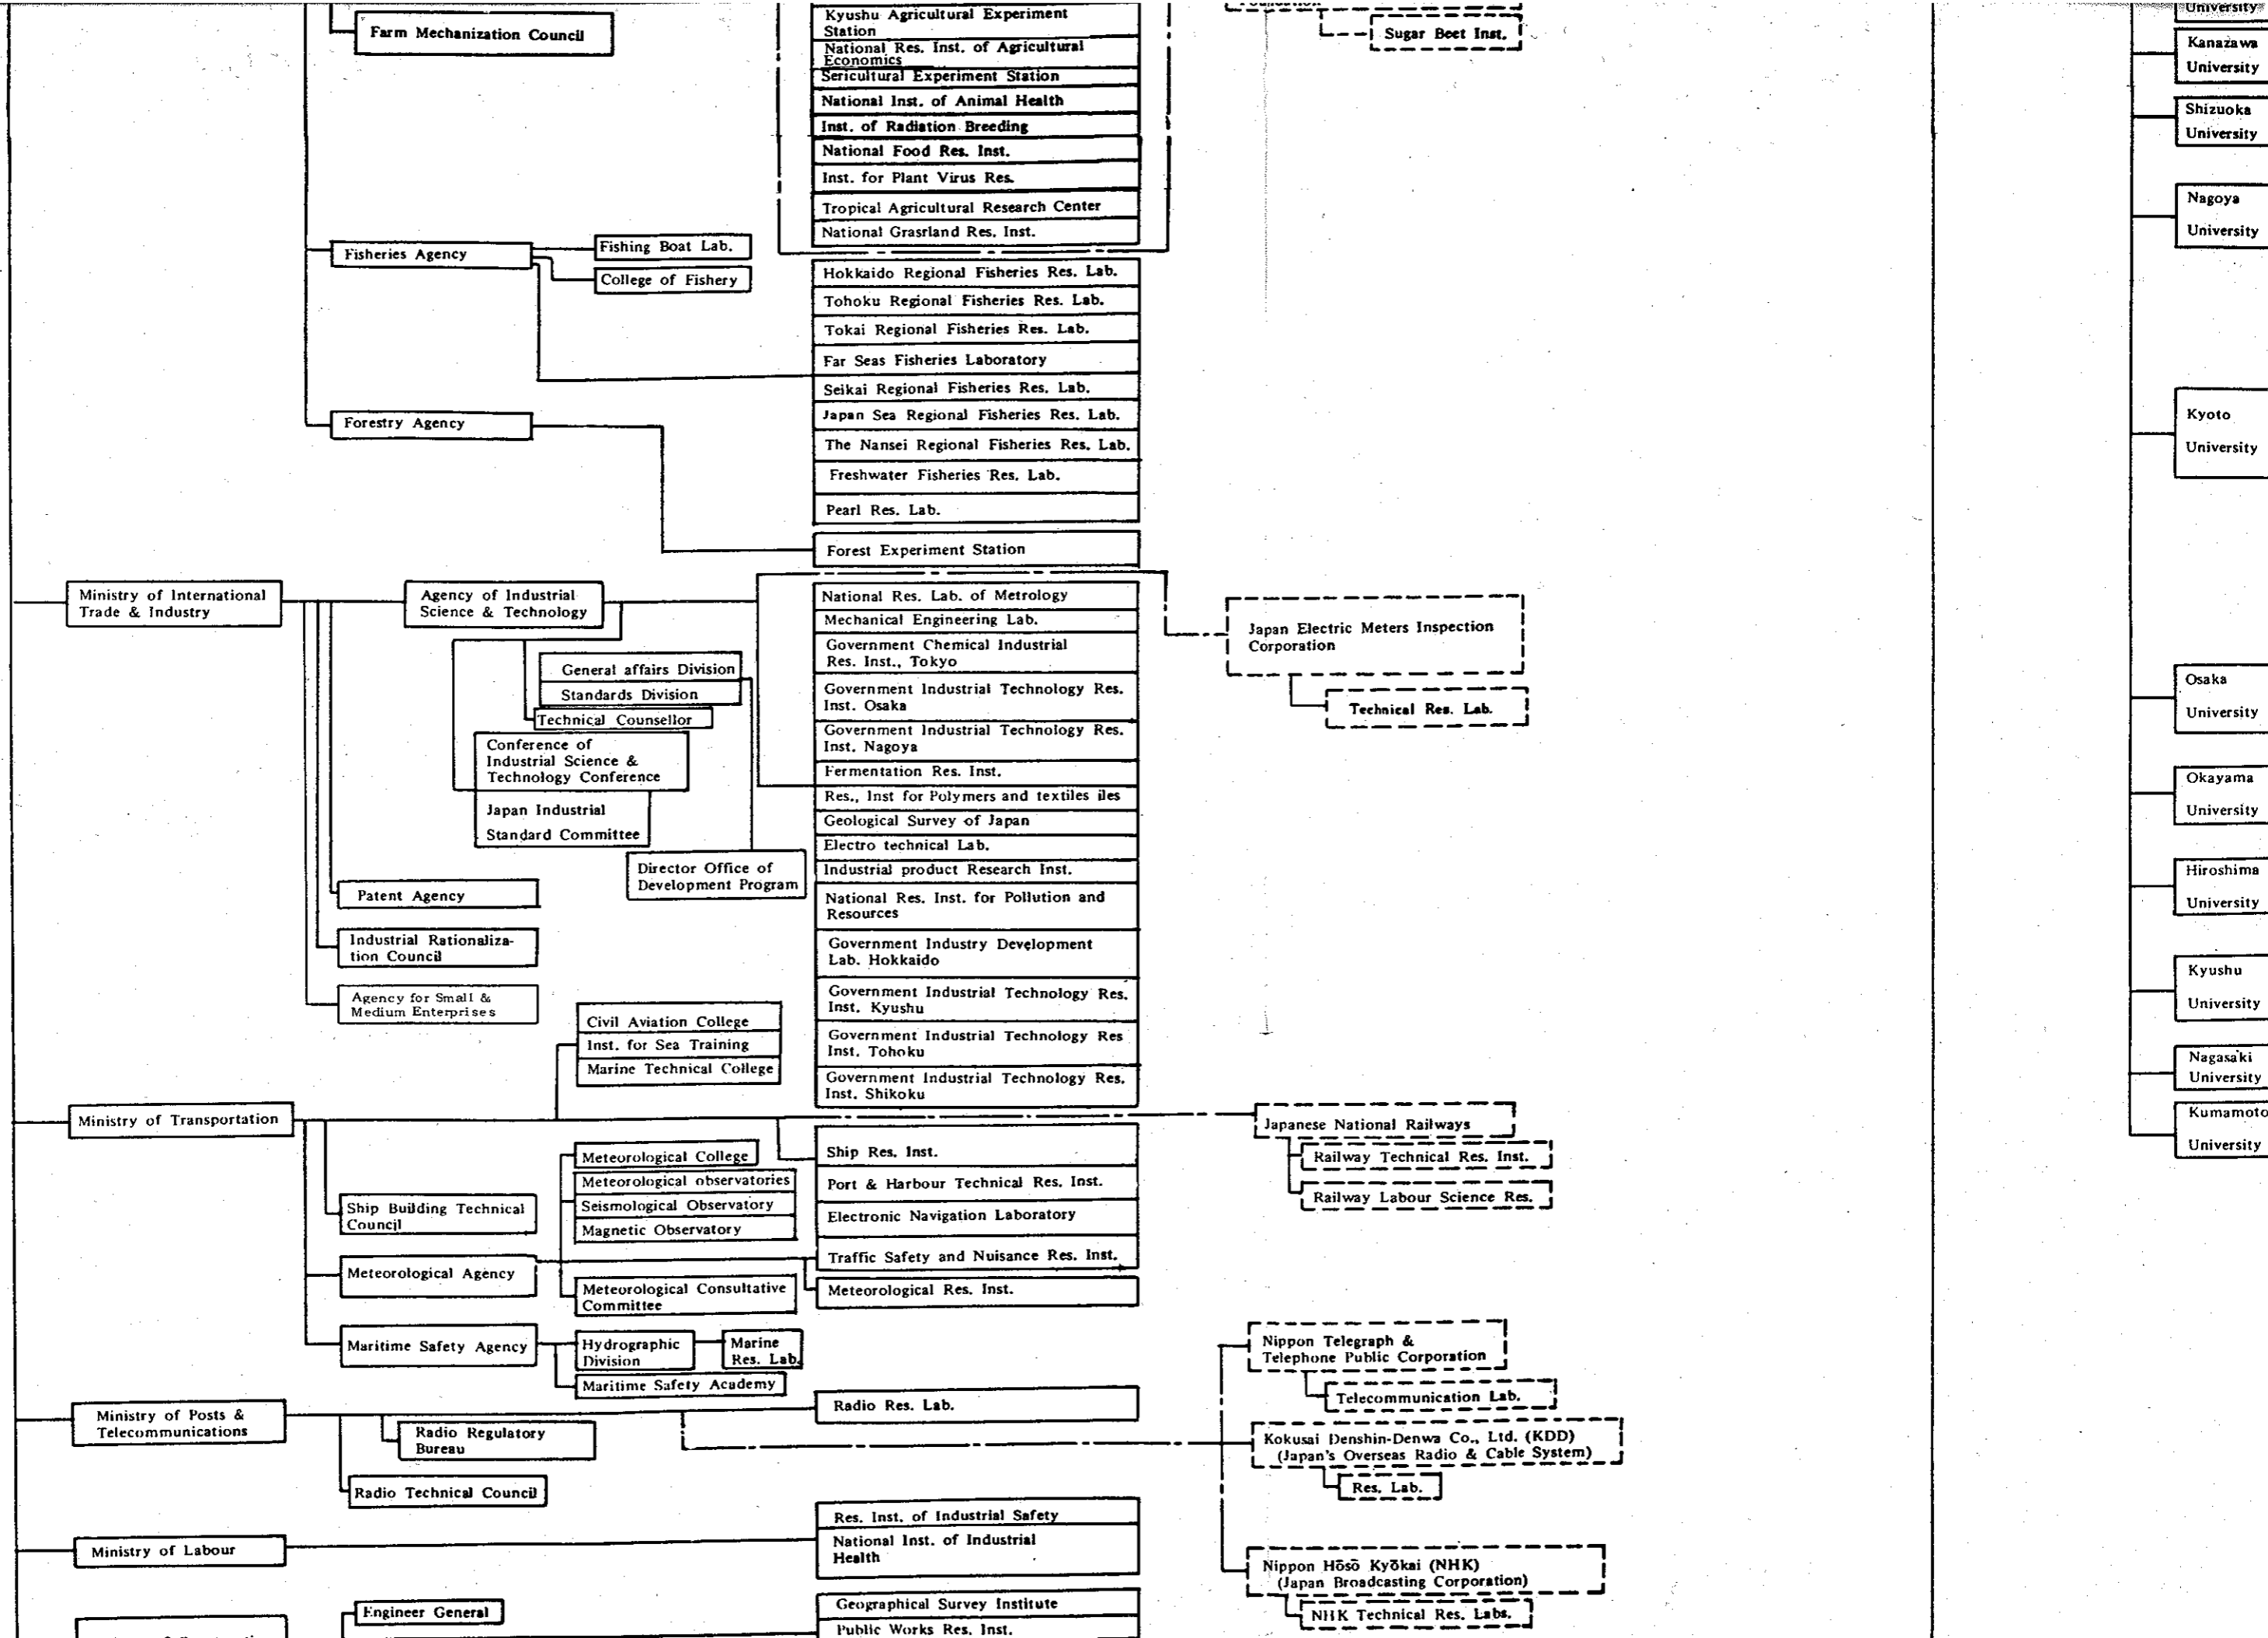 Farm Mechanization Council
Kyushu Agricultural Experiment
Station
National Res. Inst. of Agricultural
Economics
Sericultural Experiment Station
National Inst. of Animal Health
Inst. of Radiation Breeding
National Food Res. Inst.
Inst. for Plant Virus Res.
Tropical Agricultural Research Center
National Grasrland Res. Inst.
Sugar Beet Inst.
Fisheries Agency
Fishing Boat Lab.
College of Fishery
Hokkaido Regional Fisheries Res. Lab.
Tohoku Regional Fisheries Res. Lab.
Tokai Regional Fisheries Res. Lab.
Far Seas Fisheries Laboratory
Seikai Regional Fisheries Res. Lab.
Japan Sea Regional Fisheries Res. Lab.
The Nansei Regional Fisheries Res. Lab.
Freshwater Fisheries Res. Lab.
Pearl Res. Lab.
Forestry Agency
Forest Experiment Station
Ministry of International
Trade & Industry
Agency of Industrial
Science & Technology
General affairs Division
Standards Division
Technical Counsellor
Conference of
Industrial Science &
Technology Conference
Japan Industrial
Standard Committee
Director Office of
Development Program
Patent Agency
Industrial Rationaliza-
tion Council
Agency for Small &
Medium Enterprises
National Res. Lab. of Metrology
Mechanical Engineering Lab.
Government Chemical Industrial
Res. Inst., Tokyo
Government Industrial Technology Res.
Inst. Osaka
Government Industrial Technology Res.
Inst. Nagoya
Fermentation Res. Inst.
Res., Inst for Polymers and textiles iles
Geological Survey of Japan
Electro technical Lab.
Industrial product Research Inst.
National Res. Inst. for Pollution and
Resources
Government Industry Development
Lab. Hokkaido
Government Industrial Technology Res.
Inst. Kyushu
Government Industrial Technology Res
Inst. Tohoku
Government Industrial Technology Res.
Inst. Shikoku
Japan Electric Meters Inspection
Corporation
Technical Res. Lab.
Ministry of Transportation
Civil Aviation College
Inst. for Sea Training
Marine Technical College
Ship Building Technical
Council
Meteorological Agency
Meteorological College
Meteorological observatories
Seismological Observatory
Magnetic Observatory
Meteorological Consultative
Committee
Maritime Safety Agency
Hydrographic
Division
Marine
Res. Lab.
Maritime Safety Academy
Ship Res. Inst.
Port & Harbour Technical Res. Inst.
Electronic Navigation Laboratory
Traffic Safety and Nuisance Res. Inst.
Meteorological Res. Inst.
Japanese National Railways
Railway Technical Res. Inst.
Railway Labour Science Res.
Ministry of Posts &
Telecommunications
Radio Regulatory
Bureau
Radio Technical Council
Radio Res. Lab.
Nippon Telegraph &
Telephone Public Corporation
Telecommunication Lab.
Kokusai Denshin-Denwa Co., Ltd. (KDD)
(Japan's Overseas Radio & Cable System)
Res. Lab.
Nippon Hōsō Kyōkai (NHK)
(Japan Broadcasting Corporation)
NHK Technical Res. Labs.
Ministry of Labour
Res. Inst. of Industrial Safety
National Inst. of Industrial
Health
Engineer General
Geographical Survey Institute
Public Works Res. Inst.
University
Kanazawa
University
Shizuoka
University
Nagoya
University
Kyoto
University
Osaka
University
Okayama
University
Hiroshima
University
Kyushu
University
Nagasaki
University
Kumamoto
University